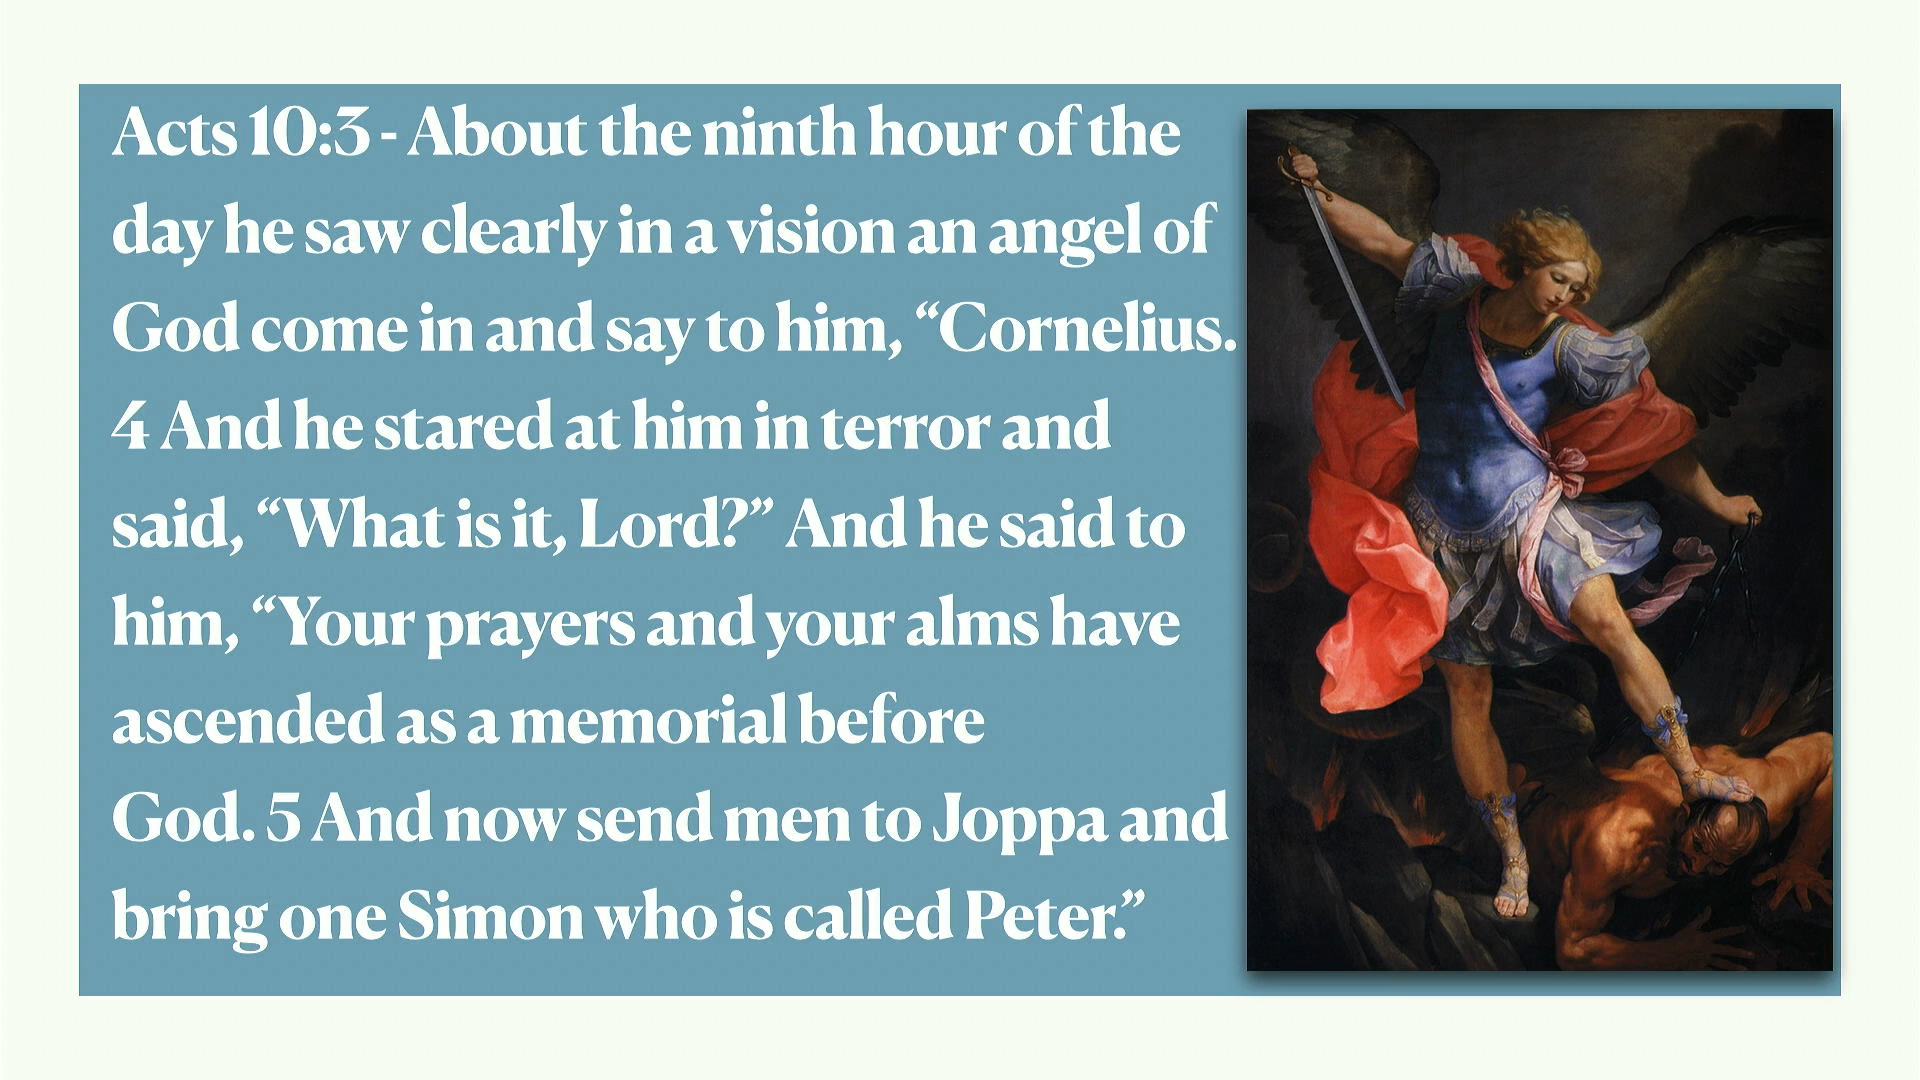 Acts 10:3 - About the ninth hour of the
day he saw clearly in a vision an angel of
God come in and say to him, “Cornelius.
4 And he stared at him in terror and
said, “What is it, Lord?” And he said to
him, “Your prayers and your alms have
ascended as a memorial before
God. 5 And now send men to Joppa and
bring one Simon who is called Peter.”